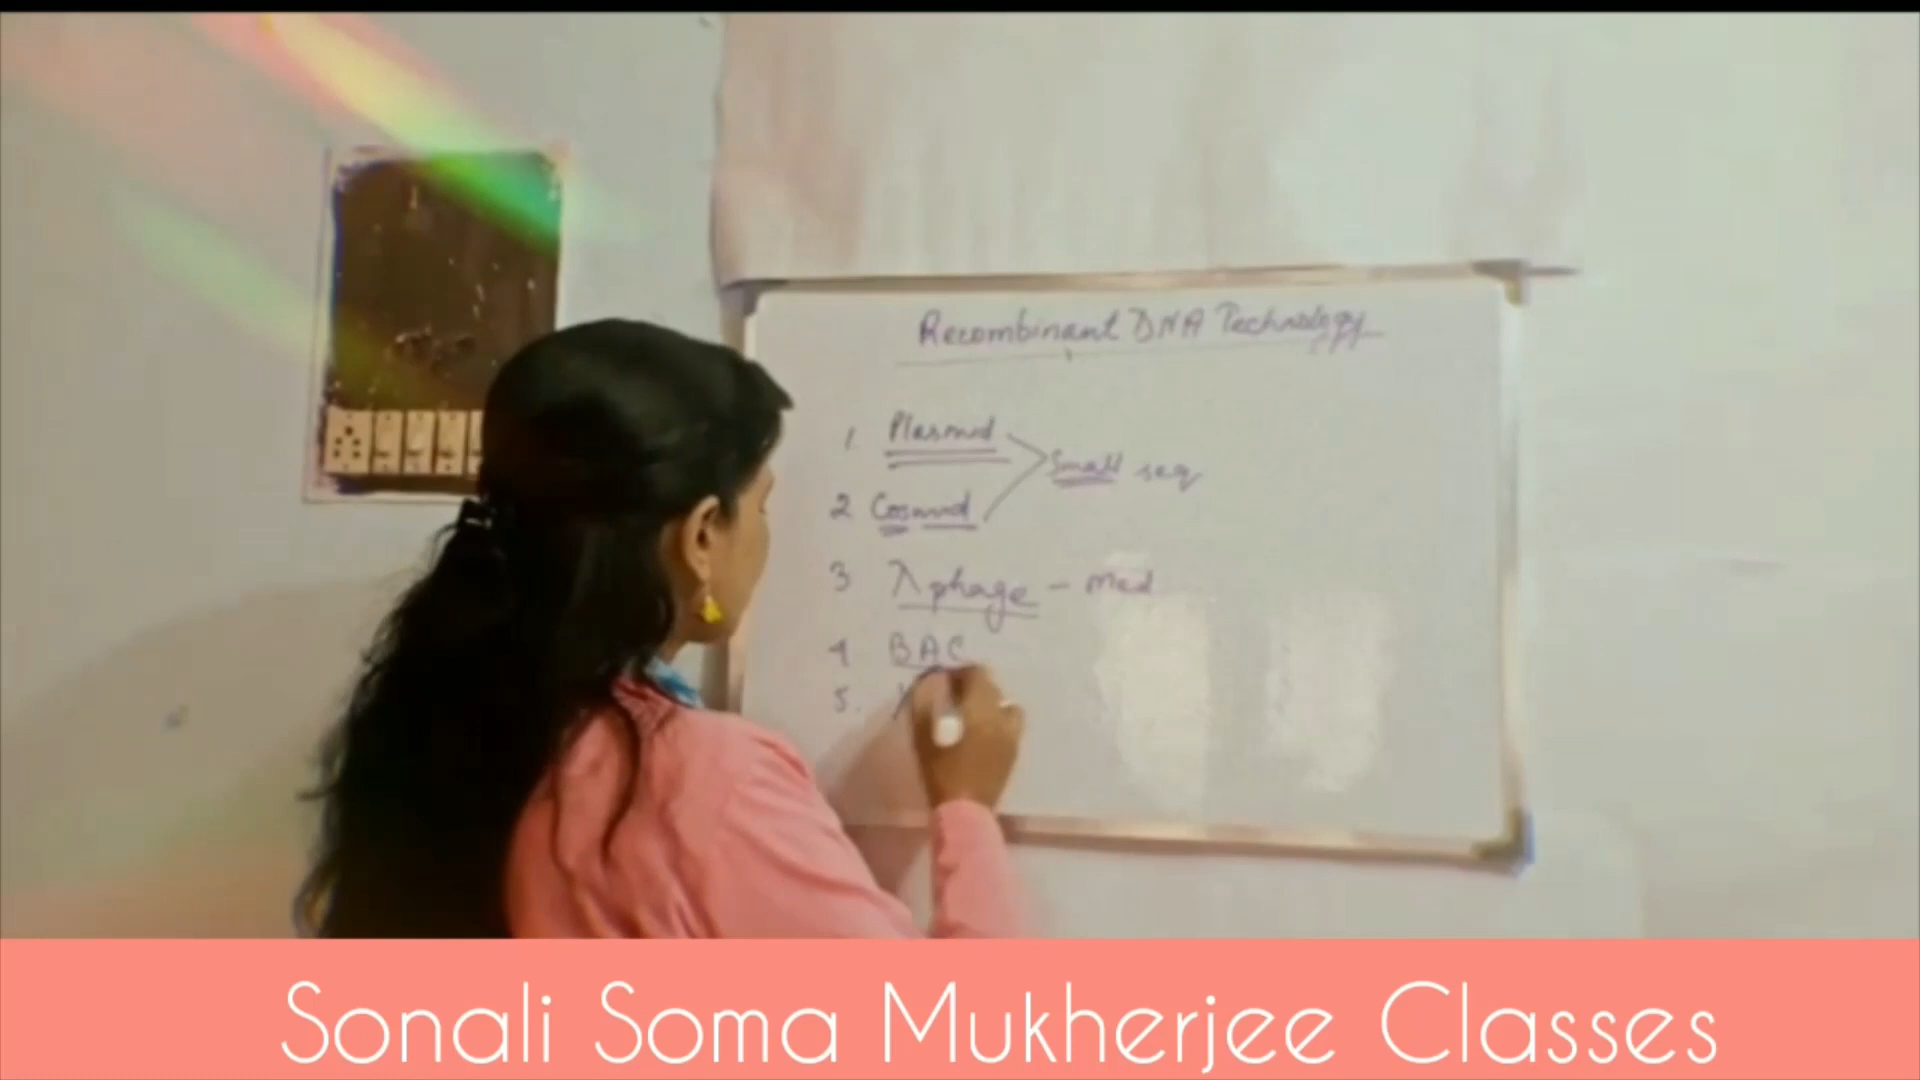 Recombinant DNA Technology
1. Plasmid
Small seq
2 Cosmid
3 λ phage - med
4 BAC
5.
Sonali Soma Mukherjee Classes